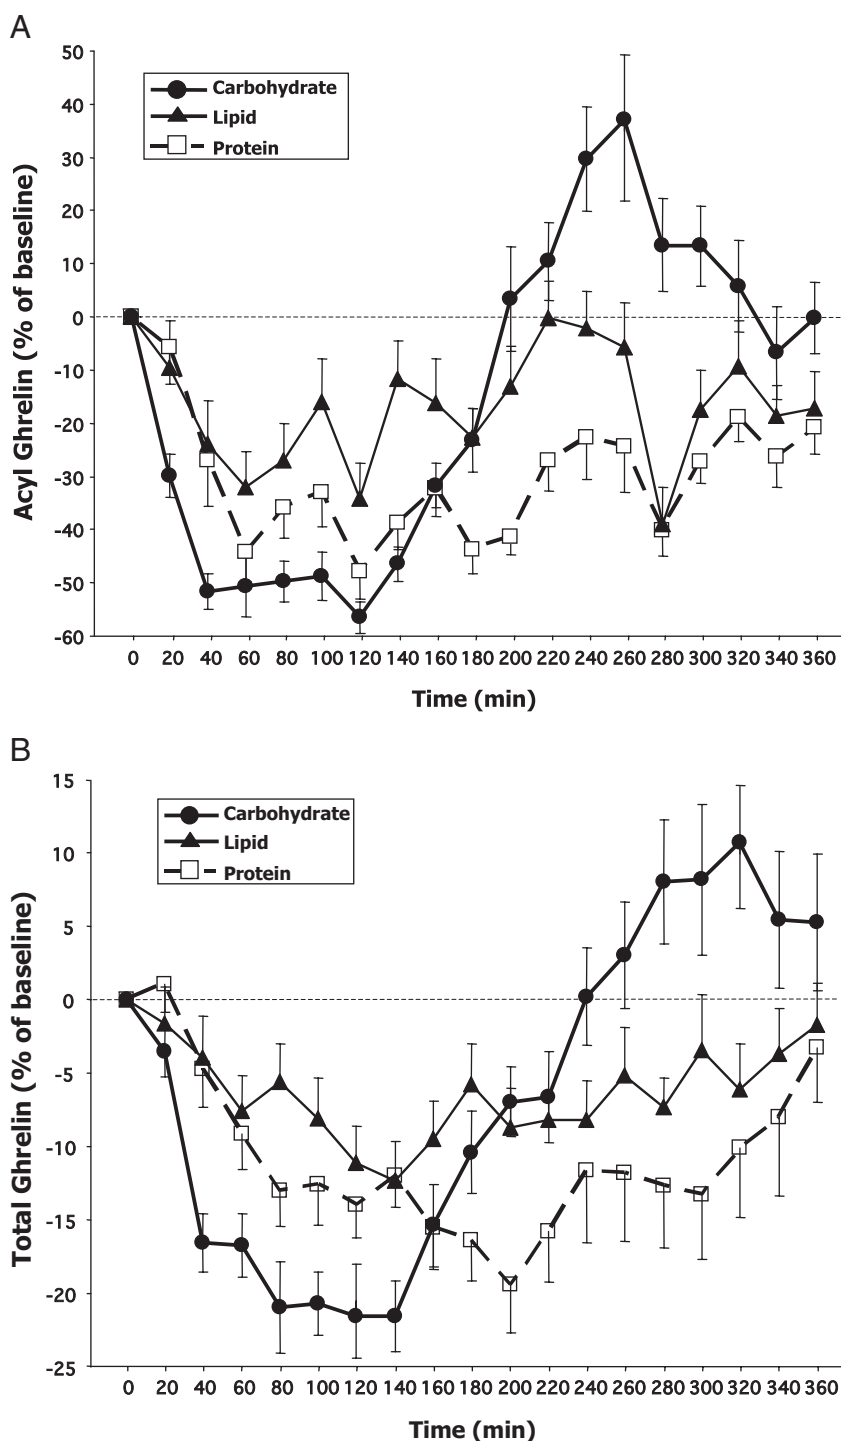 A
50
40
30
20
10
0
-10
-20
-30
-40
-50
-60
Acyl Ghrelin (% of baseline)
Carbohydrate
Lipid
Protein
0 20 40 60 80 100 120 140 160 180 200 220 240 260 280 300 320 340 360
Time (min)
B
15
10
5
0
-5
-10
-15
-20
-25
Total Ghrelin (% of baseline)
Carbohydrate
Lipid
Protein
0 20 40 60 80 100 120 140 160 180 200 220 240 260 280 300 320 340 360
Time (min)